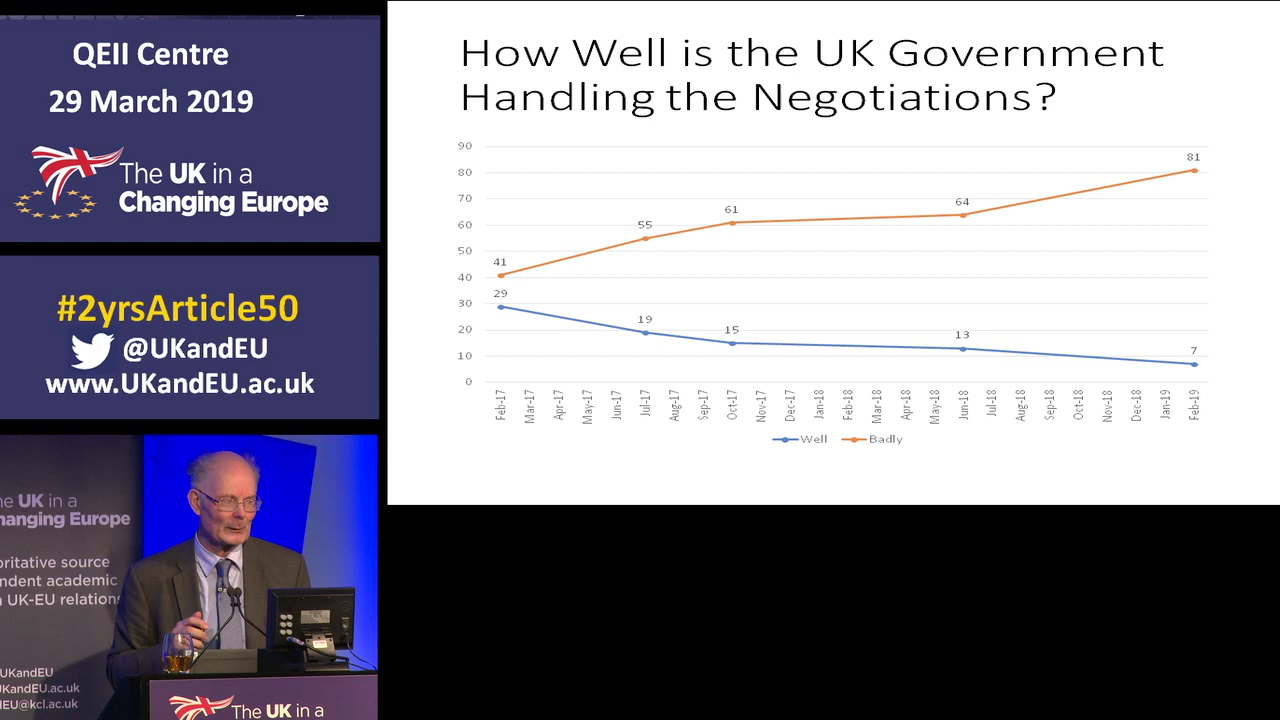 QEII Centre
29 March 2019
The UK in a
Changing Europe
#2yrsArticle50
@UKandEU
www.UKandEU.ac.uk
he UK in a
hanging Europe
oritative source
ndent academic
UK-EU relations
UKandEU
KandEU.ac.uk
EU@kcl.ac.uk
The UK in a
How Well is the UK Government
Handling the Negotiations?
90
80
70
60
50
40
30
20
10
0
41
55
61
64
81
29
19
15
13
7
Feb-17
Mar-17
Apr-17
May-17
Jun-17
Jul-17
Aug-17
Sep-17
Oct-17
Nov-17
Dec-17
Jan-18
Feb-18
Mar-18
Apr-18
May-18
Jun-18
Jul-18
Aug-18
Sep-18
Oct-18
Nov-18
Dec-18
Jan-19
Feb-19
Well
Badly